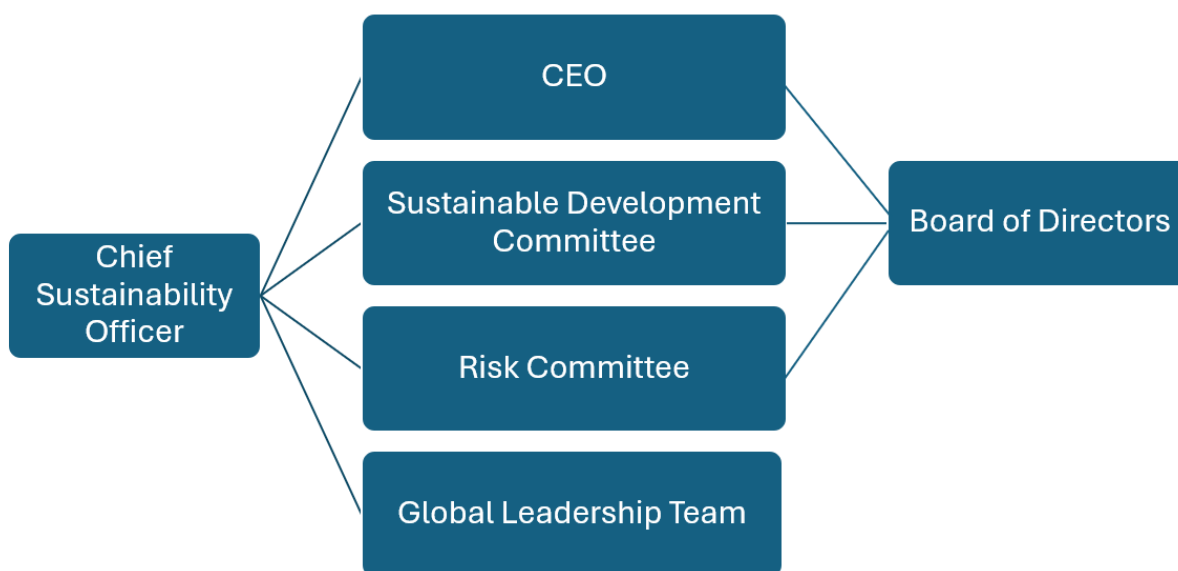 CEO
Sustainable Development
Committee
Board of Directors
Chief
Sustainability
Officer
Risk Committee
Global Leadership Team